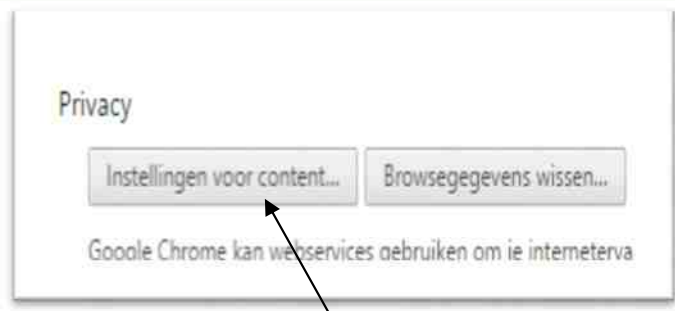 Privacy
Instellingen voor content... Browsegegevens wissen...
Google Chrome kan webservices gebruiken om je interneterva